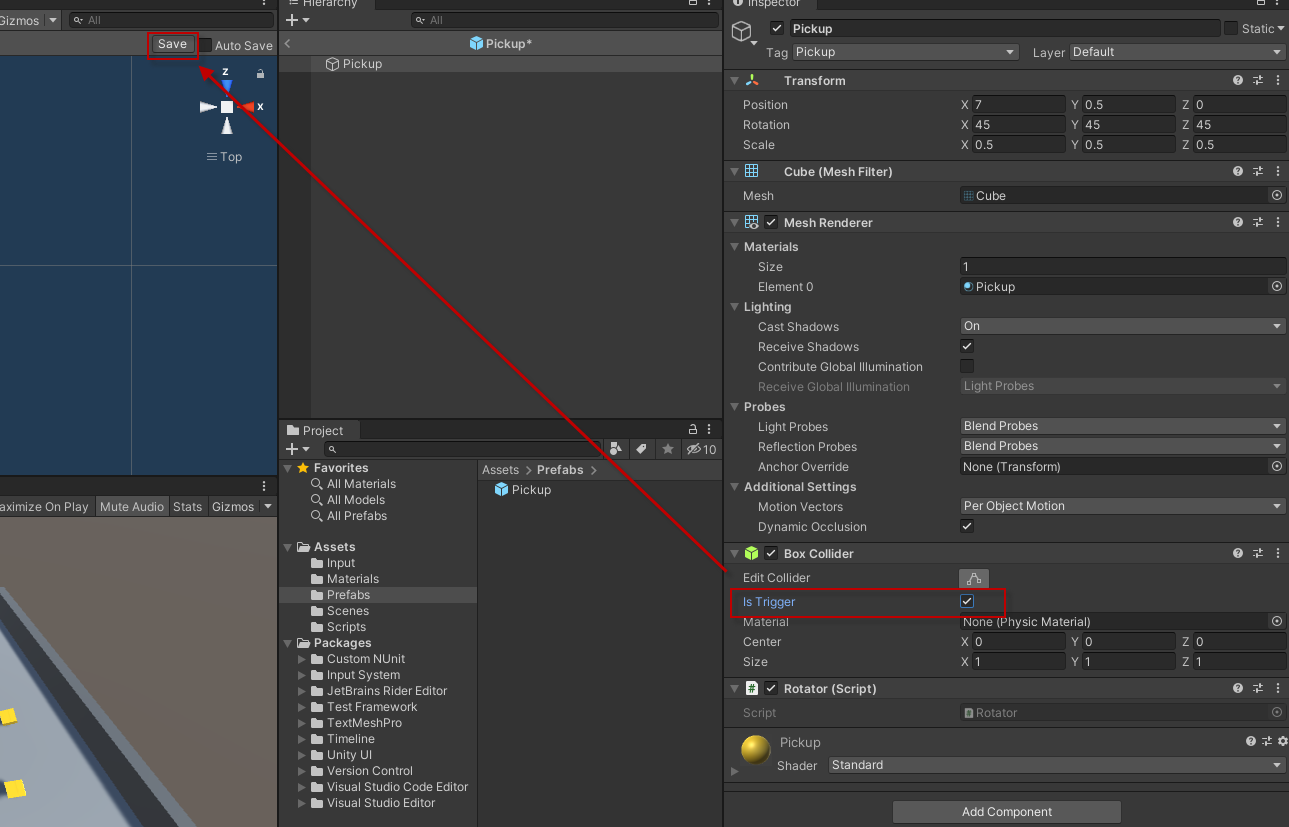 Gizmos
All
Save
Auto Save
z
x
Top
aximize On Play
Mute Audio
Stats
Gizmos
Hierarchy
All
Pickup*
Pickup
Project
10
Favorites
All Materials
All Models
All Prefabs
Assets
Input
Materials
Prefabs
Scenes
Scripts
Packages
Custom NUnit
Input System
JetBrains Rider Editor
Test Framework
TextMeshPro
Timeline
Unity UI
Version Control
Visual Studio Code Editor
Visual Studio Editor
Assets > Prefabs >
Pickup
Inspector
Pickup
Static
Tag Pickup Layer Default
Transform
Position X 7 Y 0.5 Z 0
Rotation X 45 Y 45 Z 45
Scale X 0.5 Y 0.5 Z 0.5
Cube (Mesh Filter)
Mesh Cube
Mesh Renderer
Materials
Size 1
Element 0 Pickup
Lighting
Cast Shadows On
Receive Shadows
Contribute Global Illumination
Receive Global Illumination Light Probes
Probes
Light Probes Blend Probes
Reflection Probes Blend Probes
Anchor Override None (Transform)
Additional Settings
Motion Vectors Per Object Motion
Dynamic Occlusion
Box Collider
Edit Collider
Is Trigger
Material None (Physic Material)
Center X 0 Y 0 Z 0
Size X 1 Y 1 Z 1
Rotator (Script)
Script Rotator
Pickup
Shader Standard
Add Component